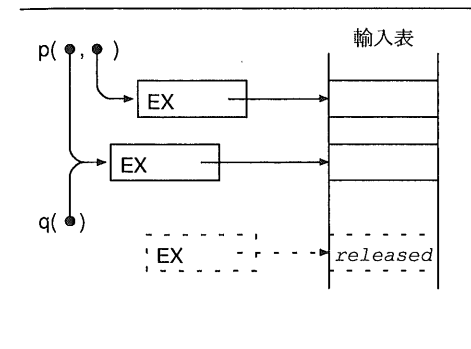 輸入表
p( , )
EX
EX
q( )
EX
released